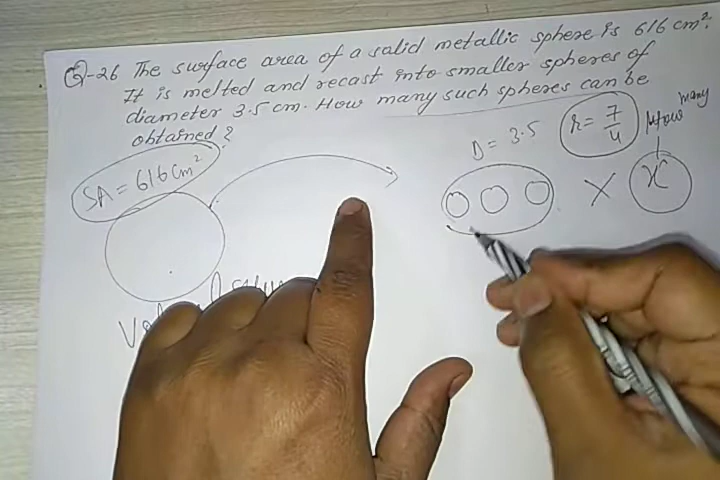 Q-26 The surface area of a solid metallic sphere is 616 cm².
It is melted and recast into smaller spheres of
diameter 3.5 cm. How many such spheres can be
obtained?
SA = 616 cm²
D = 3.5
r = 7/4
How many
x
X